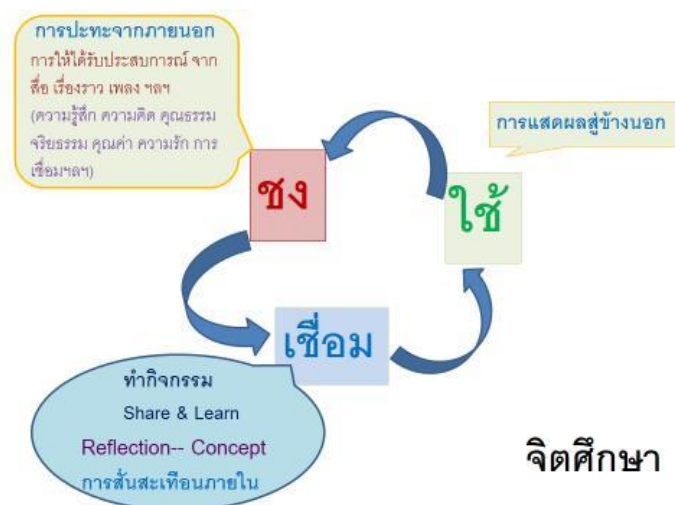 การปะทะจากภายนอก
การให้ได้รับประสบการณ์ จาก
สื่อ เรื่องราว เพลง ฯลฯ
(ความรู้สึก ความคิด คุณธรรม
จริยธรรม คุณค่า ความรัก การ
เชื่อมฯลฯ)
การแสดผลสู่ข้างนอก
ชง
ใช้
เชื่อม
ทำกิจกรรม
Share & Learn
Reflection-- Concept
การสั่นสะเทือนภายใน
จิตศึกษา